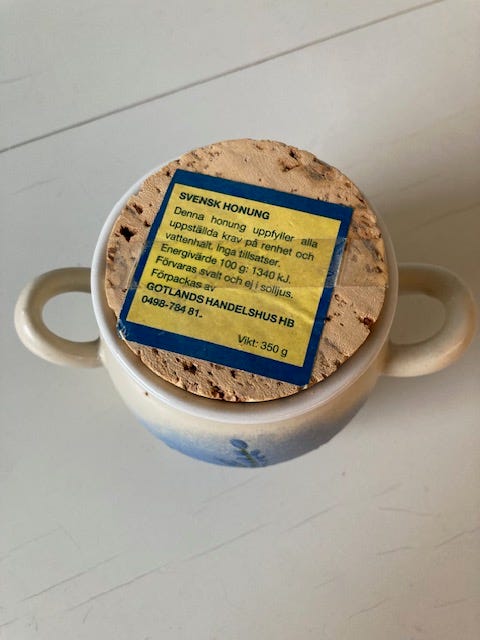 SVENSK HONUNG
Denna honung uppfyller alla
uppställda krav på renhet och
vattenhalt. Inga tillsatser.
Energivärde 100 g: 1340 kJ.
Förvaras svalt och ej i solljus.
Förpackas av
GOTLANDS HANDELSHUS HB
0498-784 81.
Vikt: 350 g